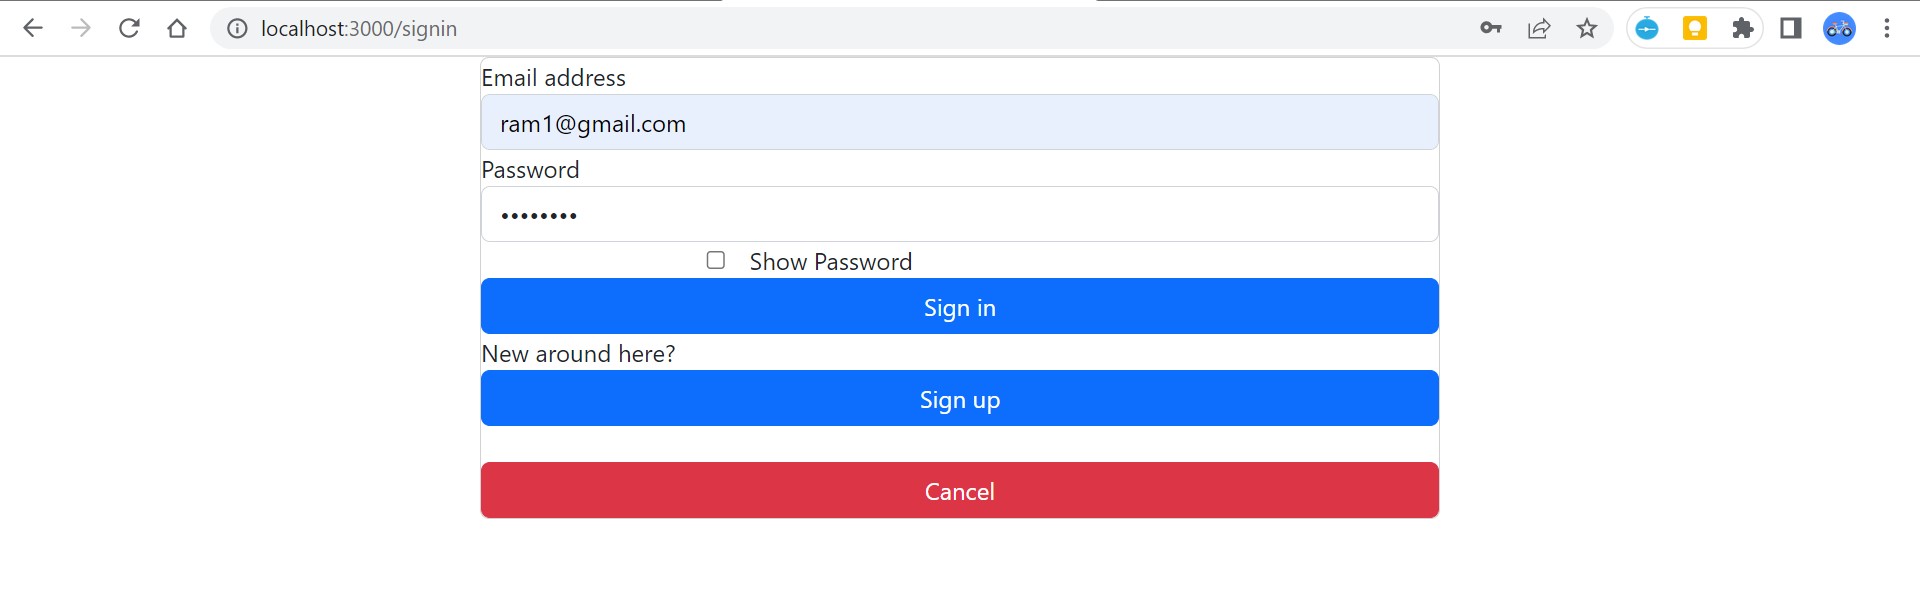 localhost:3000/signin
Email address
ram1@gmail.com
Password
••••••••
Show Password
Sign in
New around here?
Sign up
Cancel